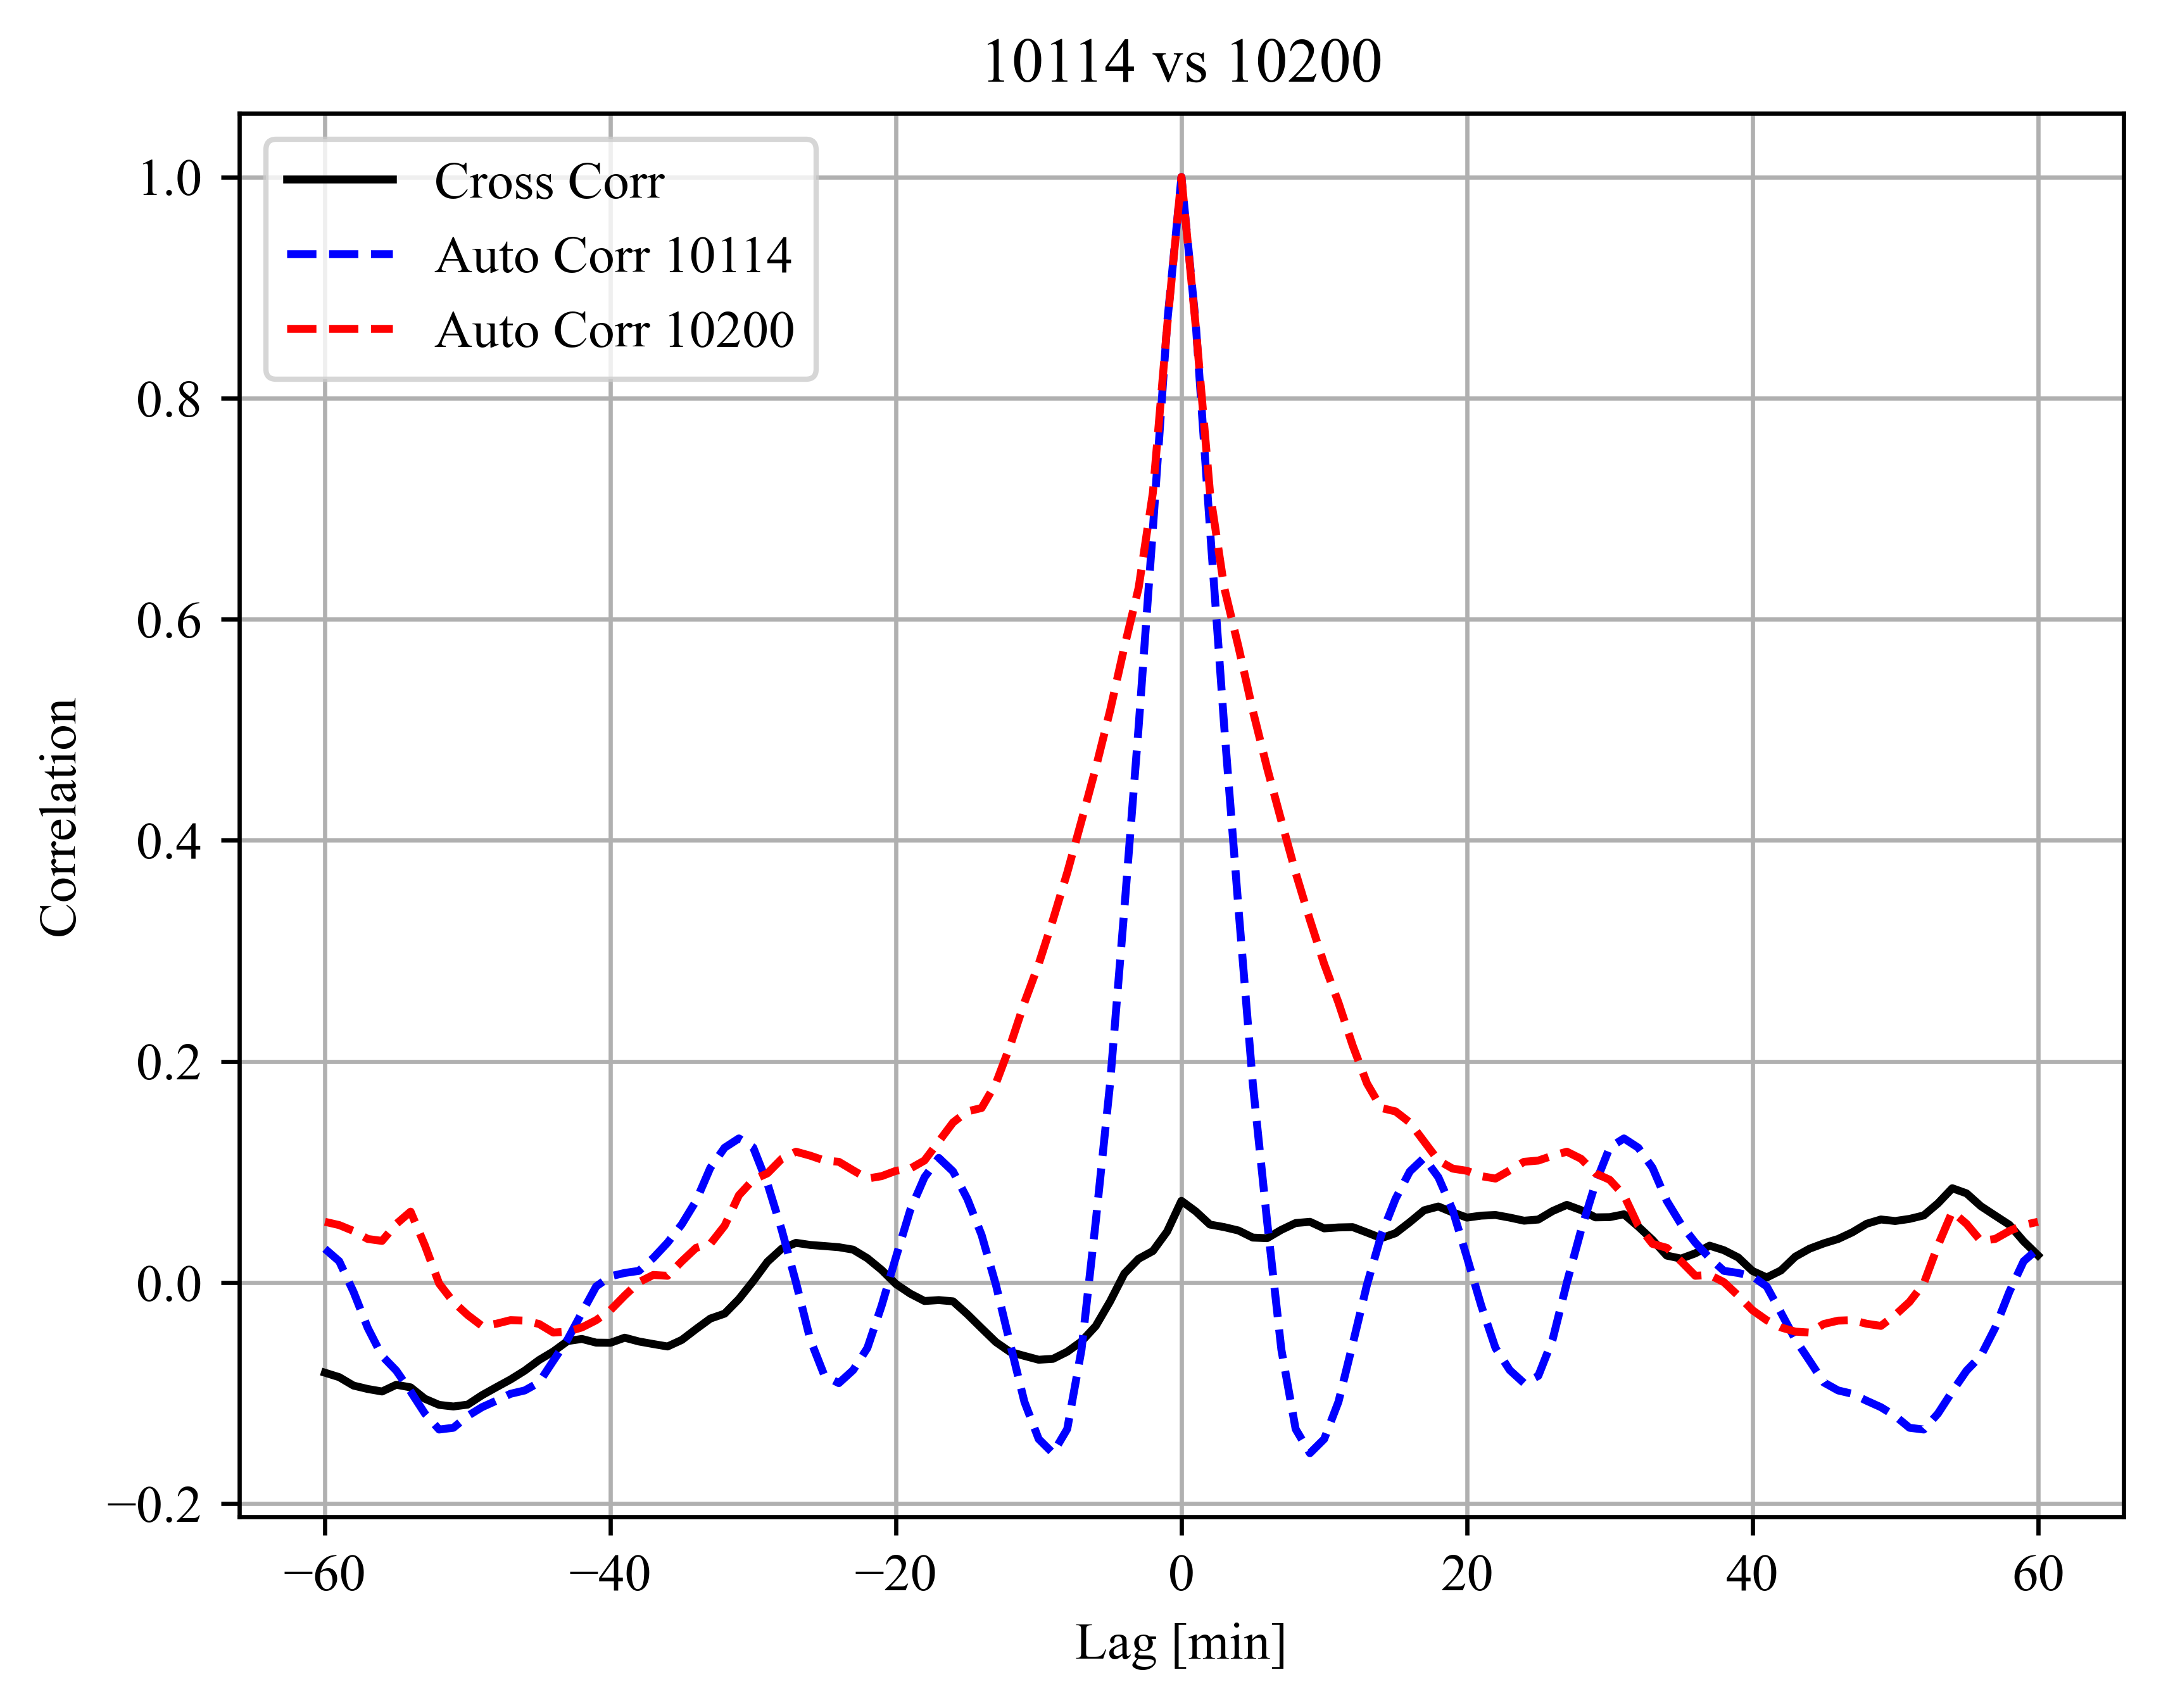 10114 vs 10200
Cross Corr
Auto Corr 10114
Auto Corr 10200
1.0
0.8
0.6
0.4
0.2
0.0
−0.2
Correlation
−60 −40 −20 0 20 40 60
Lag [min]